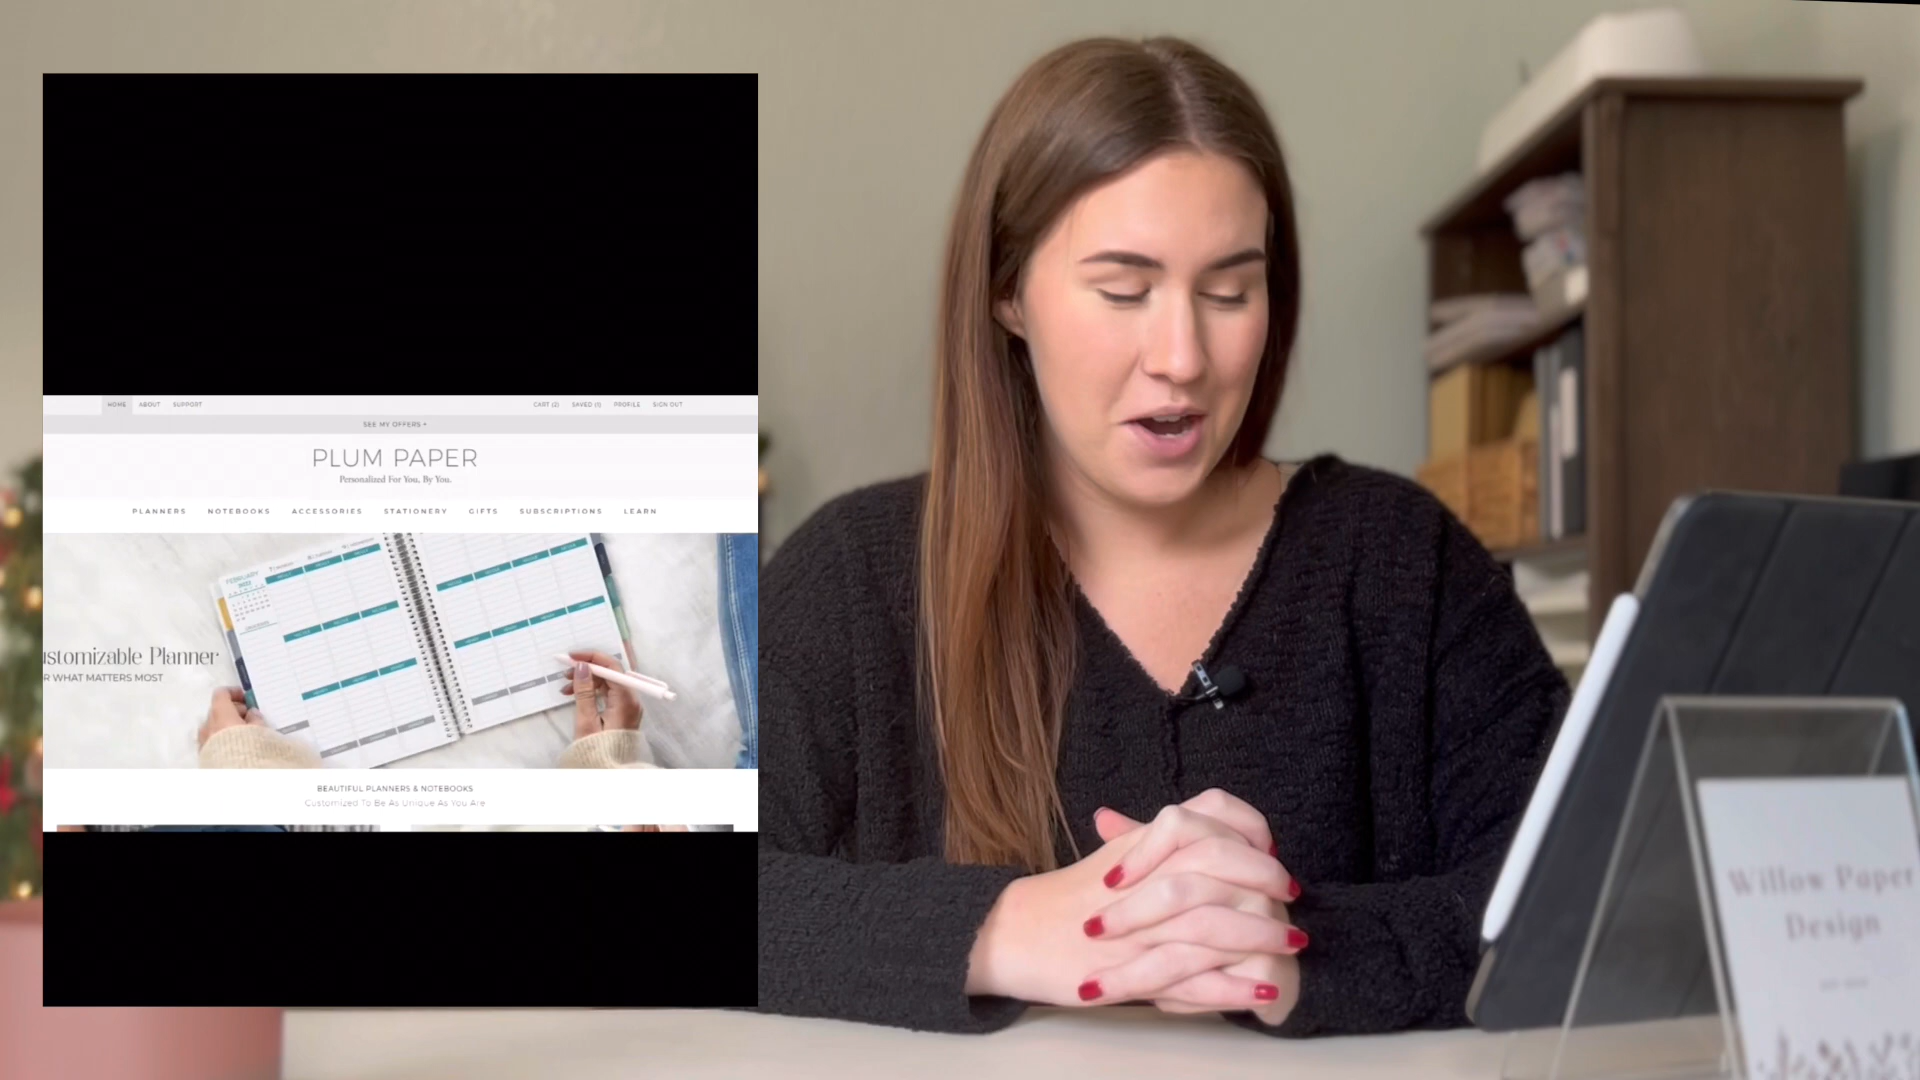 HOME ABOUT SUPPORT CART (2) SAVED (1) PROFILE SIGN OUT
SEE MY OFFERS +
PLUM PAPER
Personalized For You. By You.
PLANNERS NOTEBOOKS ACCESSORIES STATIONERY GIFTS SUBSCRIPTIONS LEARN
FEBRUARY
ustomizable Planner
R WHAT MATTERS MOST
BEAUTIFUL PLANNERS & NOTEBOOKS
Customized To Be As Unique As You Are
Willow Paper
Design